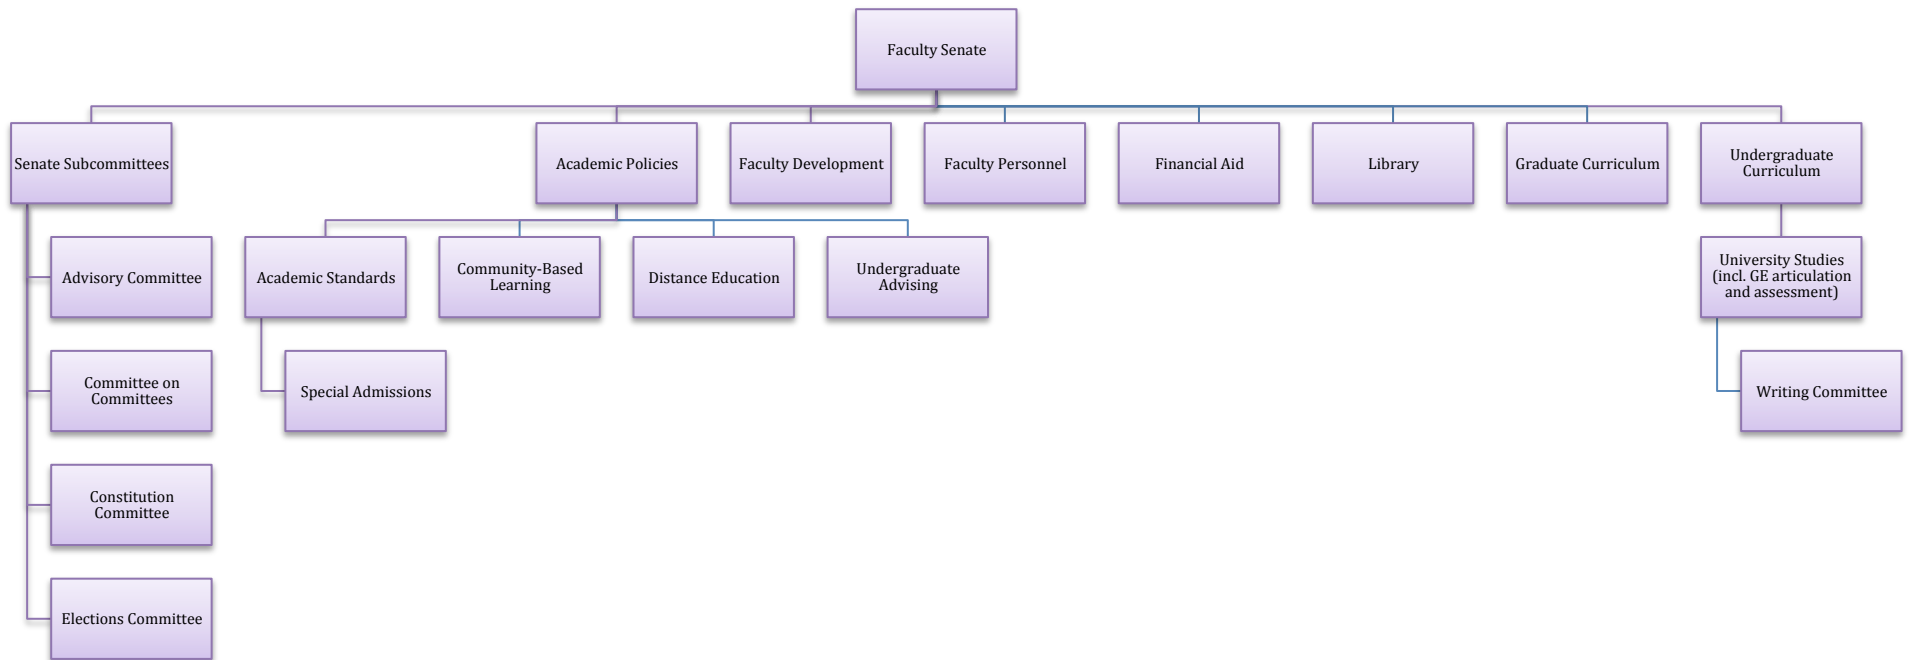 Faculty Senate
Senate Subcommittees
Academic Policies
Faculty Development
Faculty Personnel
Financial Aid
Library
Graduate Curriculum
Undergraduate
Curriculum
Advisory Committee
Academic Standards
Community-Based
Learning
Distance Education
Undergraduate
Advising
University Studies
(incl. GE articulation
and assessment)
Committee on
Committees
Special Admissions
Writing Committee
Constitution
Committee
Elections Committee